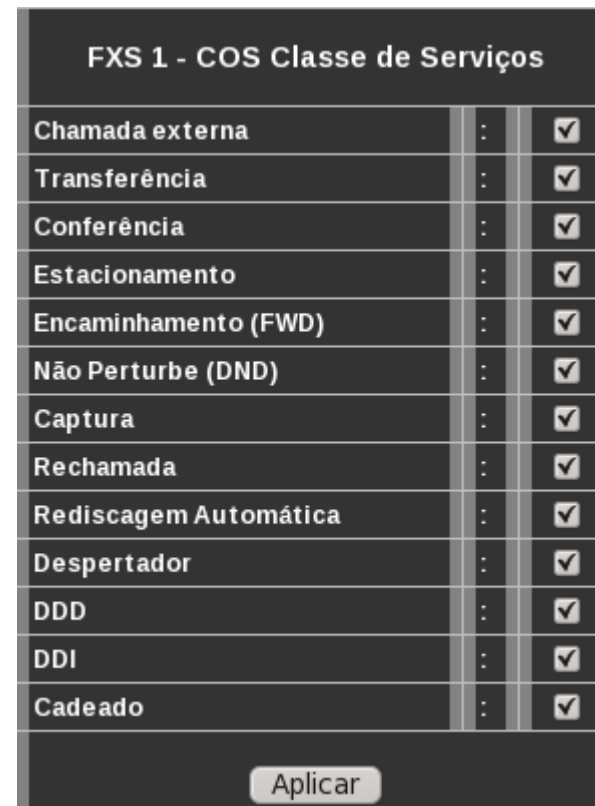 FXS 1 - COS Classe de Serviços
Chamada externa :
Transferência :
Conferência :
Estacionamento :
Encaminhamento (FWD) :
Não Perturbe (DND) :
Captura :
Rechamada :
Rediscagem Automática :
Despertador :
DDD :
DDI :
Cadeado :
Aplicar